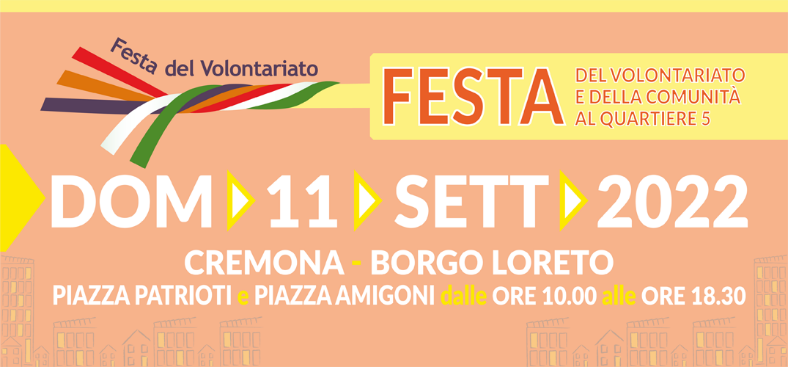 Festa del Volontariato
FESTA
DEL VOLONTARIATO
E DELLA COMUNITÀ
AL QUARTIERE 5
DOM 11 SETT 2022
CREMONA - BORGO LORETO
PIAZZA PATRIOTI e PIAZZA AMIGONI dalle ORE 10.00 alle ORE 18.30